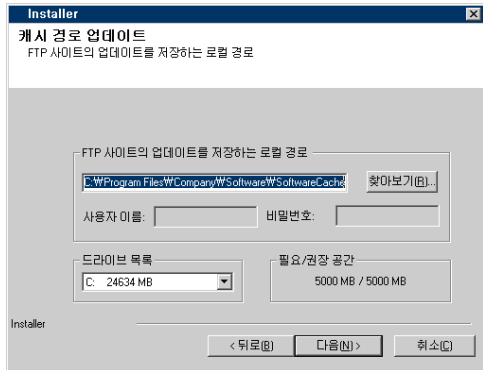 Installer
캐시 경로 업데이트
FTP 사이트의 업데이트를 저장하는 로컬 경로
FTP 사이트의 업데이트를 저장하는 로컬 경로
C:₩Program Files₩Company₩Software₩SoftwareCache
찾아보기(R)...
사용자 이름:
비밀번호:
드라이브 목록
필요/권장 공간
C: 24634 MB
5000 MB / 5000 MB
Installer
< 뒤로(B)
다음(N) >
취소(C)